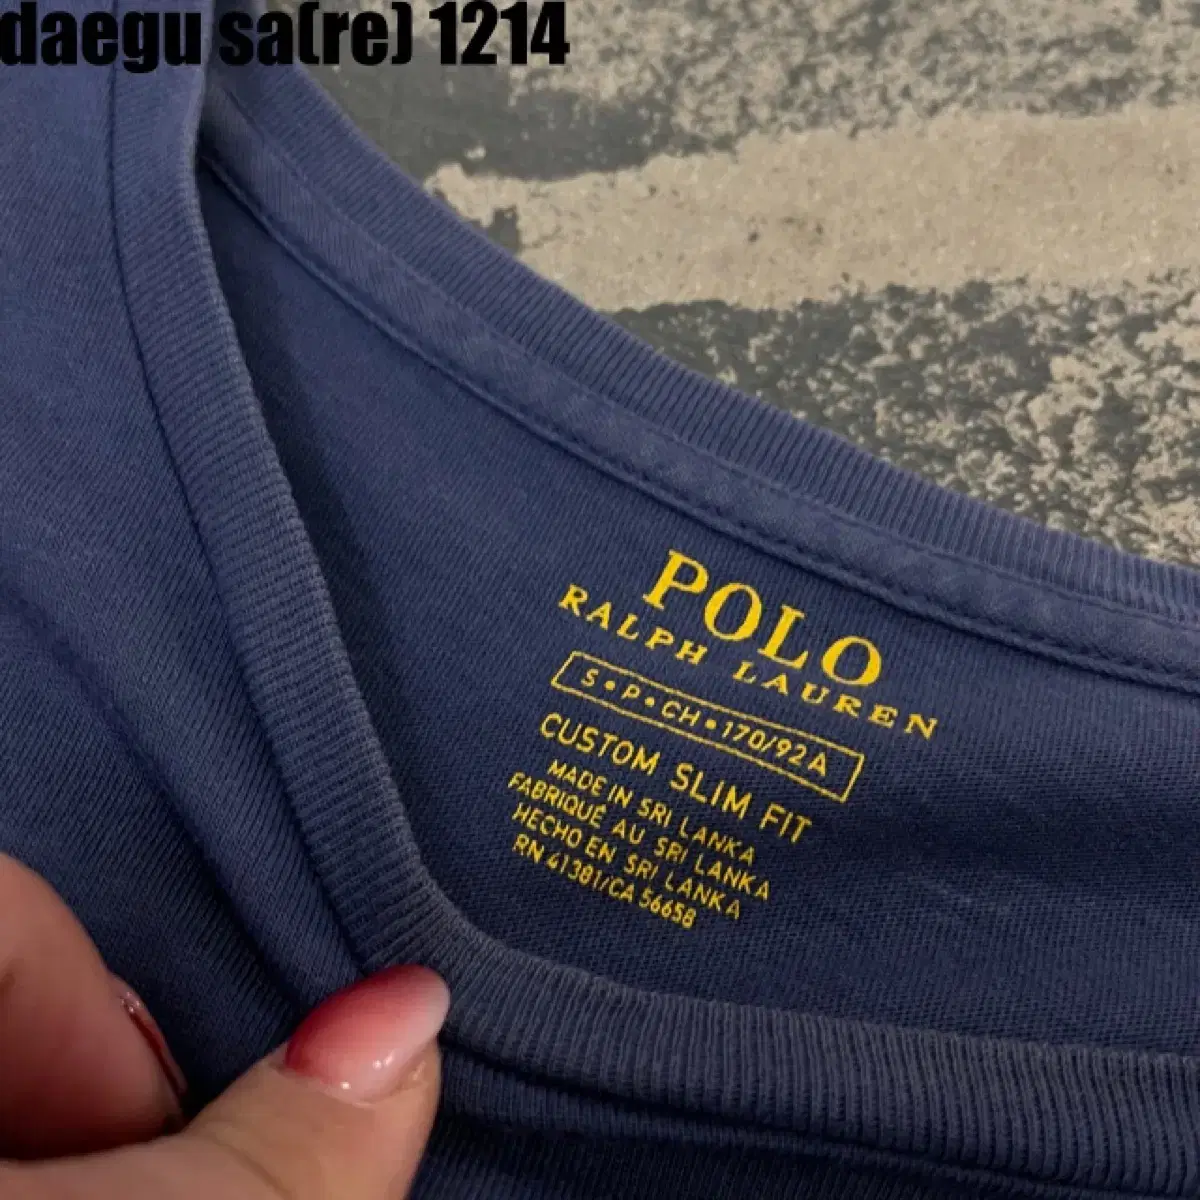 daegu sa(re) 1214
POLO
RALPH LAUREN
S•P•CH•170/92A
CUSTOM SLIM FIT
MADE IN SRI LANKA
FABRIQUÉ AU SRI LANKA
HECHO EN SRI LANKA
RN 41381/CA 56658